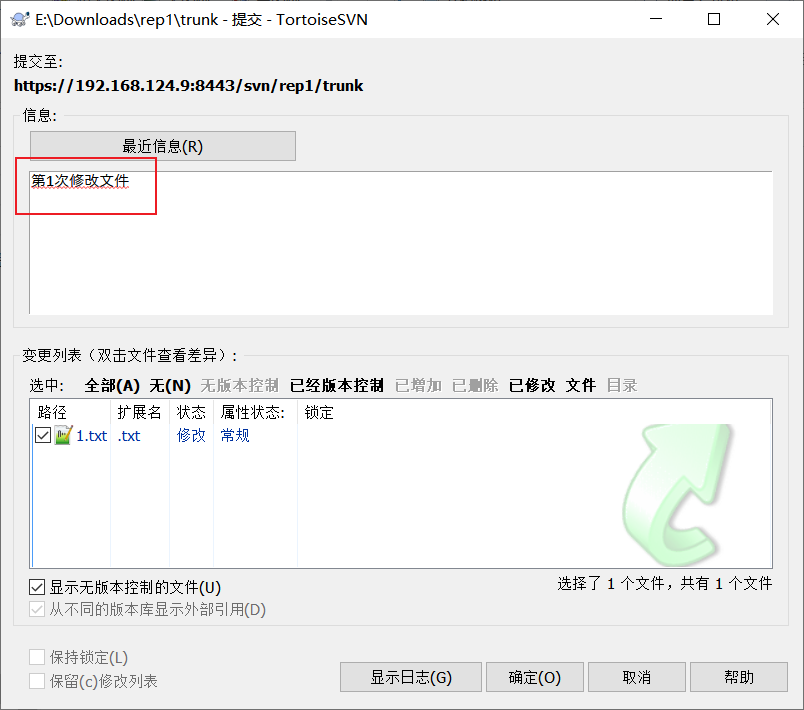 E:\Downloads\rep1\trunk - 提交 - TortoiseSVN
提交至:
https://192.168.124.9:8443/svn/rep1/trunk
信息:
最近信息(R)
第1次修改文件
变更列表（双击文件查看差异）:
选中: 全部(A) 无(N) 无版本控制 已经版本控制 已增加 已删除 已修改 文件 目录
路径 扩展名 状态 属性状态: 锁定
1.txt .txt 修改 常规
显示无版本控制的文件(U) 选择了 1 个文件，共有 1 个文件
从不同的版本库显示外部引用(D)
保持锁定(L)
保留(c)修改列表
显示日志(G) 确定(O) 取消 帮助